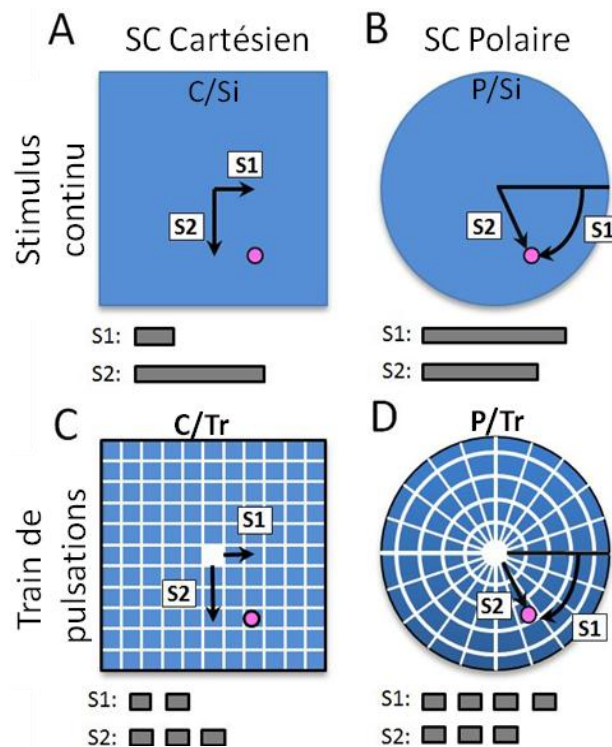 A
SC Cartésien
B
SC Polaire
Stimulus
continu
C/Si
S1
S2
P/Si
S2
S1
S1:
S2:
S1:
S2:
C
C/Tr
D
P/Tr
Train de
pulsations
S1
S2
S2
S1
S1:
S2:
S1:
S2: